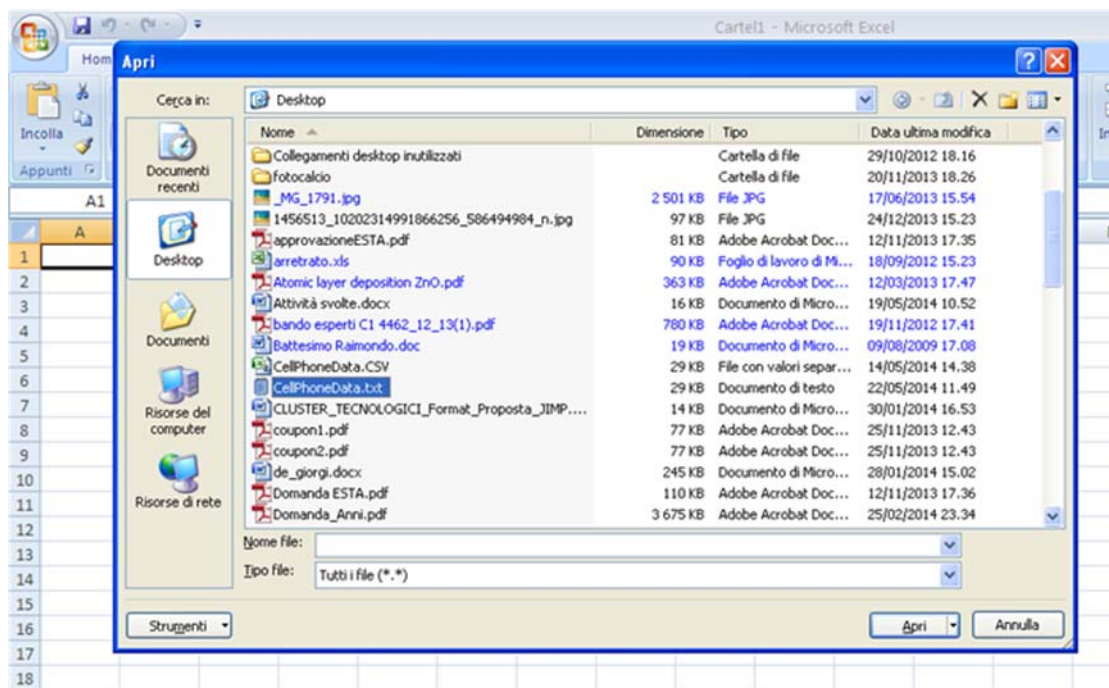 Cartel1 - Microsoft Excel
Hom
Apri
Incolla
Appunti
A1
A
1
2
3
4
5
6
7
8
9
10
11
12
13
14
15
16
17
18
Cerca in:
Desktop
Documenti recenti
Desktop
Documenti
Risorse del computer
Risorse di rete
Nome Dimensione Tipo Data ultima modifica
Collegamenti desktop inutilizzati Cartella di file 29/10/2012 18.16
fotocalcio Cartella di file 20/11/2013 18.26
_MG_1791.jpg 2 501 KB File JPG 17/06/2013 15.54
1456513_10202314991866256_586494984_n.jpg 97 KB File JPG 24/12/2013 15.23
approvazioneESTA.pdf 81 KB Adobe Acrobat Doc... 12/11/2013 17.35
arretrato.xls 90 KB Foglio di lavoro di Mi... 18/09/2012 15.23
Atomic layer deposition ZnO.pdf 363 KB Adobe Acrobat Doc... 12/03/2013 17.47
Attività svolte.docx 16 KB Documento di Micro... 19/05/2014 10.52
bando esperti C1 4462_12_13(1).pdf 780 KB Adobe Acrobat Doc... 19/11/2012 17.41
Battesimo Raimondo.doc 19 KB Documento di Micro... 09/08/2009 17.08
CellPhoneData.CSV 29 KB File con valori separ... 14/05/2014 14.38
CellPhoneData.txt 29 KB Documento di testo 22/05/2014 11.49
CLUSTER_TECNOLOGICI_Format_Proposta_JIMP.... 14 KB Documento di Micro... 30/01/2014 16.53
coupon1.pdf 77 KB Adobe Acrobat Doc... 25/11/2013 12.43
coupon2.pdf 77 KB Adobe Acrobat Doc... 25/11/2013 12.43
de_giorgi.docx 245 KB Documento di Micro... 28/01/2014 15.02
Domanda ESTA.pdf 110 KB Adobe Acrobat Doc... 12/11/2013 17.36
Domanda_Anni.pdf 3 675 KB Adobe Acrobat Doc... 25/02/2014 23.34
Nome file:
Tipo file: Tutti i file (*.*)
Strumenti
Apri
Annulla